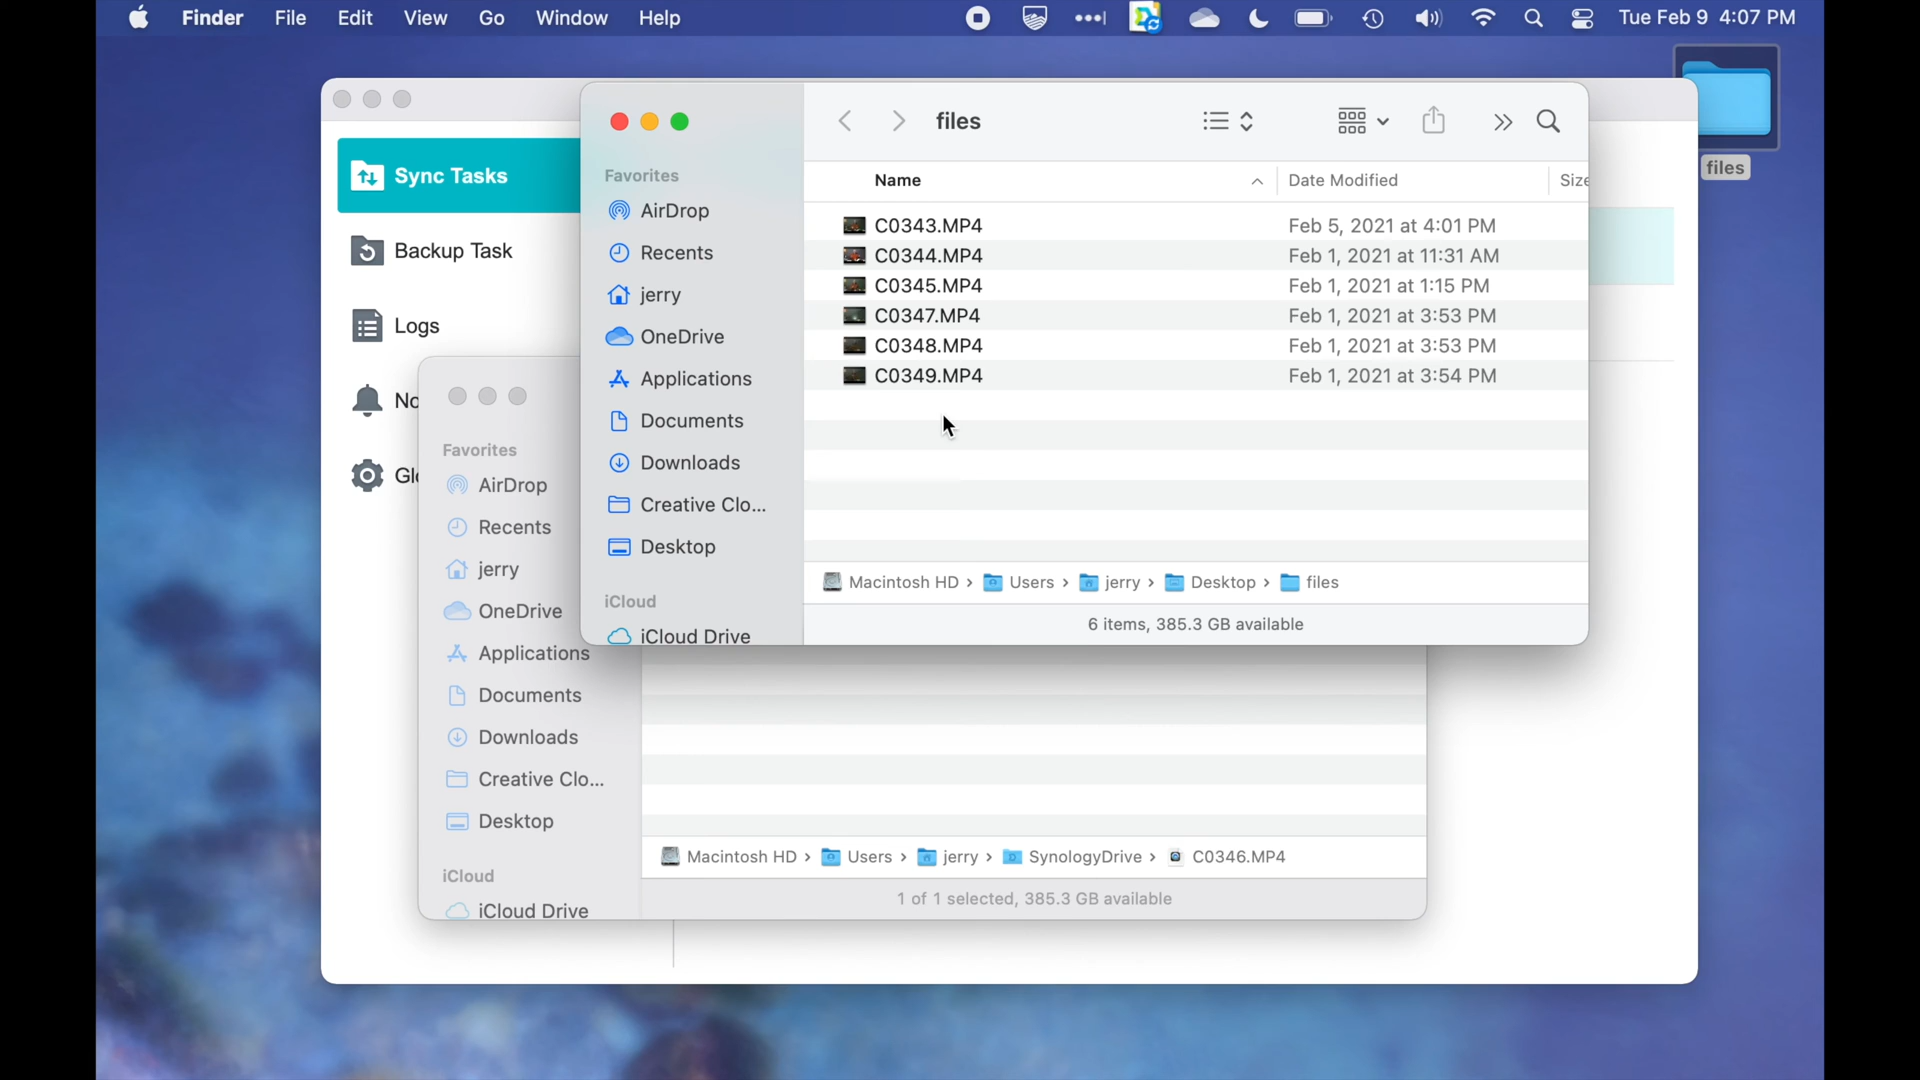 Finder File Edit View Go Window Help Tue Feb 9 4:07 PM
files
files
Name Date Modified Size
C0343.MP4 Feb 5, 2021 at 4:01 PM
C0344.MP4 Feb 1, 2021 at 11:31 AM
C0345.MP4 Feb 1, 2021 at 1:15 PM
C0347.MP4 Feb 1, 2021 at 3:53 PM
C0348.MP4 Feb 1, 2021 at 3:53 PM
C0349.MP4 Feb 1, 2021 at 3:54 PM
Macintosh HD › Users › jerry › Desktop › files
6 items, 385.3 GB available
Favorites
AirDrop
Recents
jerry
OneDrive
Applications
Documents
Downloads
Creative Clo...
Desktop
iCloud
iCloud Drive
Sync Tasks
Backup Task
Logs
No
Glo
Favorites
AirDrop
Recents
jerry
OneDrive
Applications
Documents
Downloads
Creative Clo...
Desktop
iCloud
iCloud Drive
Macintosh HD › Users › jerry › SynologyDrive › C0346.MP4
1 of 1 selected, 385.3 GB available